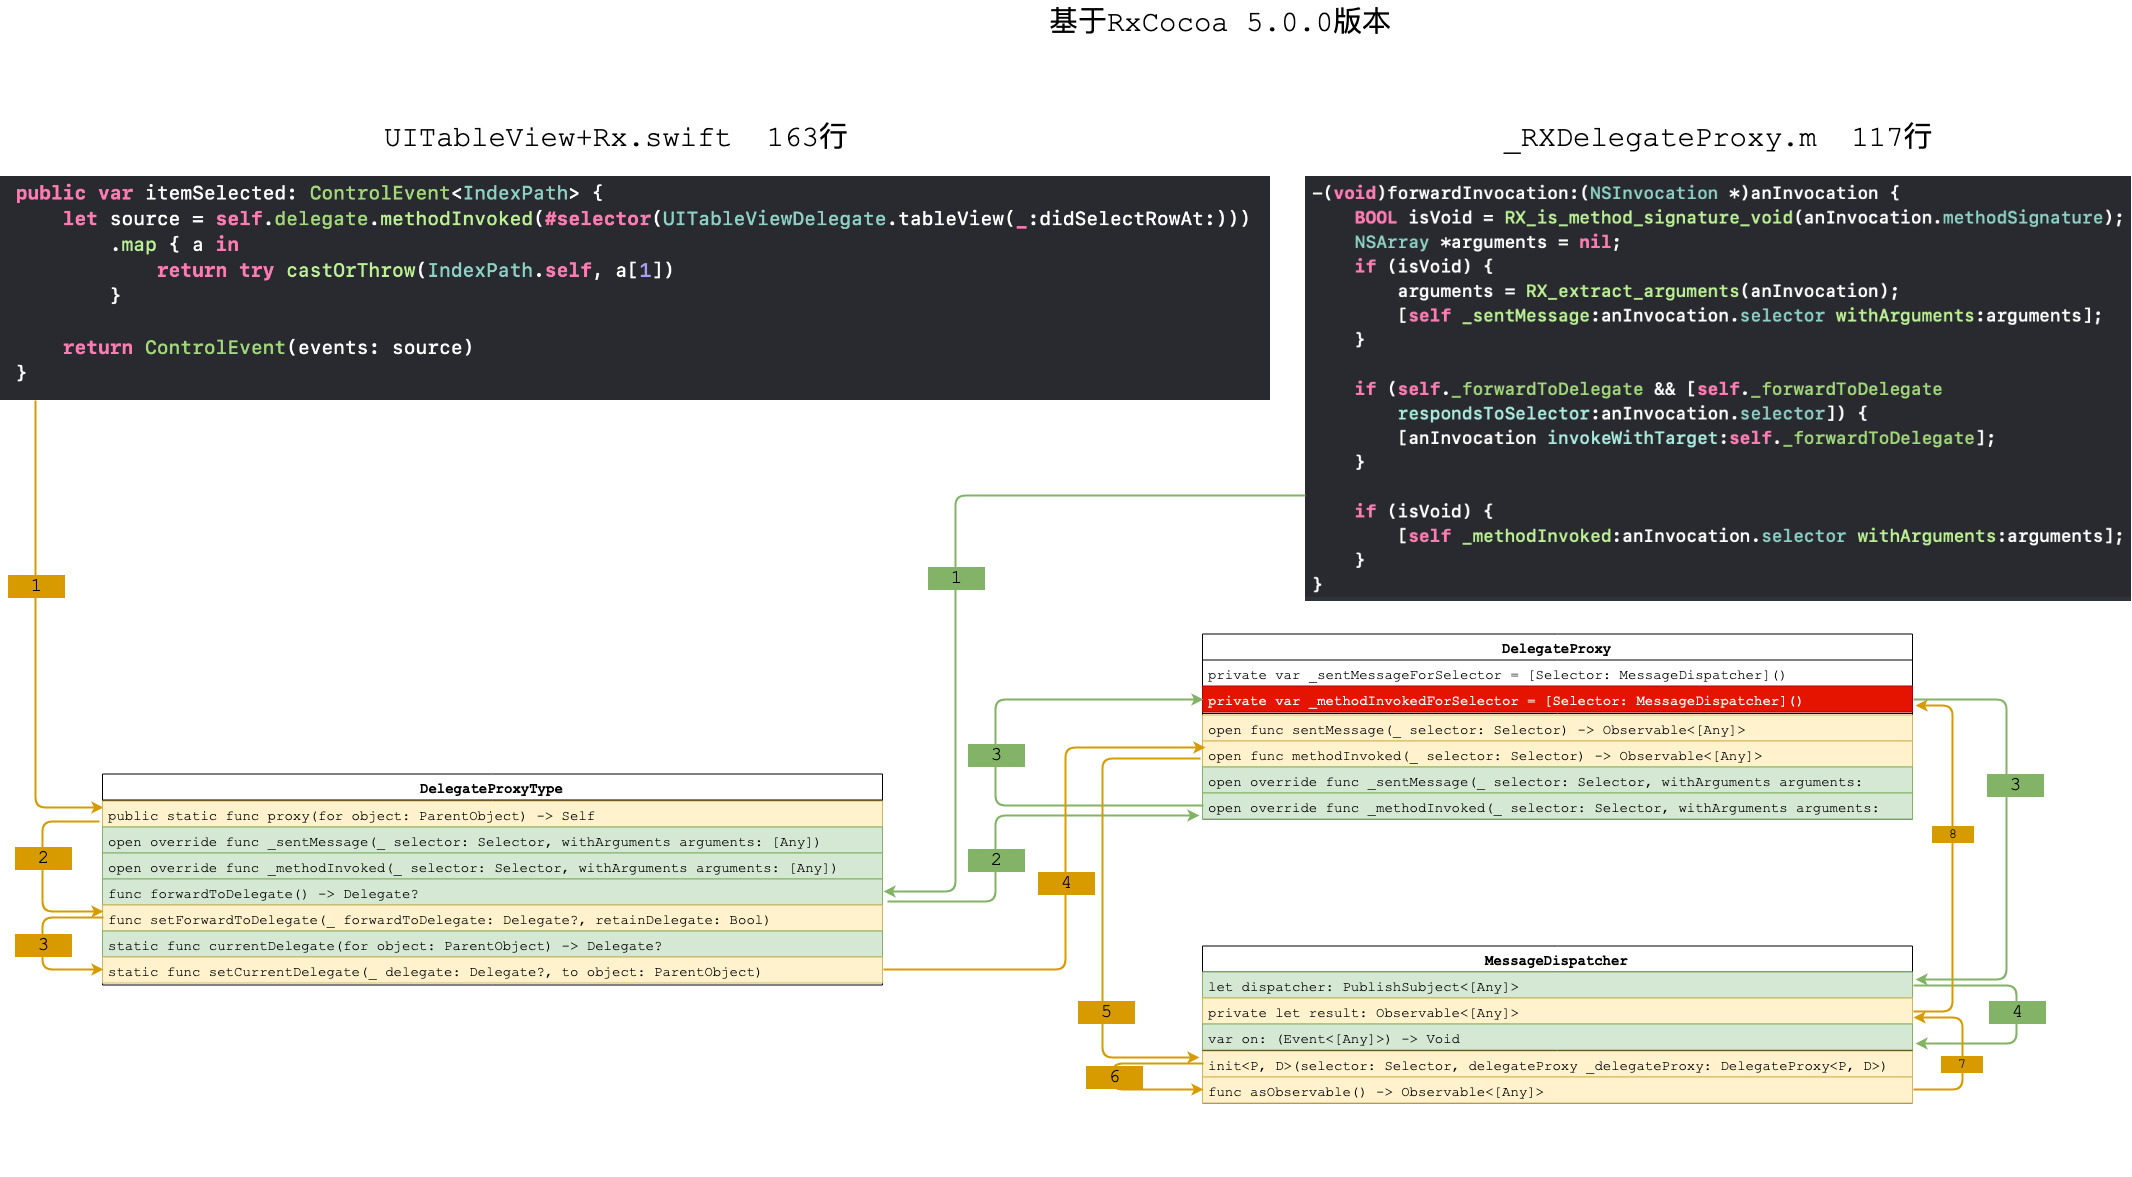 基于RxCocoa 5.0.0版本
UITableView+Rx.swift  163行
public var itemSelected: ControlEvent<IndexPath> {
    let source = self.delegate.methodInvoked(#selector(UITableViewDelegate.tableView(_:didSelectRowAt:)))
        .map { a in
            return try castOrThrow(IndexPath.self, a[1])
        }
    return ControlEvent(events: source)
}
_RXDelegateProxy.m  117行
-(void)forwardInvocation:(NSInvocation *)anInvocation {
    BOOL isVoid = RX_is_method_signature_void(anInvocation.methodSignature);
    NSArray *arguments = nil;
    if (isVoid) {
        arguments = RX_extract_arguments(anInvocation);
        [self _sentMessage:anInvocation.selector withArguments:arguments];
    }
    if (self._forwardToDelegate && [self._forwardToDelegate
        respondsToSelector:anInvocation.selector]) {
        [anInvocation invokeWithTarget:self._forwardToDelegate];
    }
    if (isVoid) {
        [self _methodInvoked:anInvocation.selector withArguments:arguments];
    }
}
1
1
DelegateProxyType
public static func proxy(for object: ParentObject) -> Self
open override func _sentMessage(_ selector: Selector, withArguments arguments: [Any])
open override func _methodInvoked(_ selector: Selector, withArguments arguments: [Any])
func forwardToDelegate() -> Delegate?
func setForwardToDelegate(_ forwardToDelegate: Delegate?, retainDelegate: Bool)
static func currentDelegate(for object: ParentObject) -> Delegate?
static func setCurrentDelegate(_ delegate: Delegate?, to object: ParentObject)
2
3
3
2
4
5
6
DelegateProxy
private var _sentMessageForSelector = [Selector: MessageDispatcher]()
private var _methodInvokedForSelector = [Selector: MessageDispatcher]()
open func sentMessage(_ selector: Selector) -> Observable<[Any]>
open func methodInvoked(_ selector: Selector) -> Observable<[Any]>
open override func _sentMessage(_ selector: Selector, withArguments arguments:
open override func _methodInvoked(_ selector: Selector, withArguments arguments:
3
8
MessageDispatcher
let dispatcher: PublishSubject<[Any]>
private let result: Observable<[Any]>
var on: (Event<[Any]>) -> Void
init<P, D>(selector: Selector, delegateProxy _delegateProxy: DelegateProxy<P, D>)
func asObservable() -> Observable<[Any]>
4
7